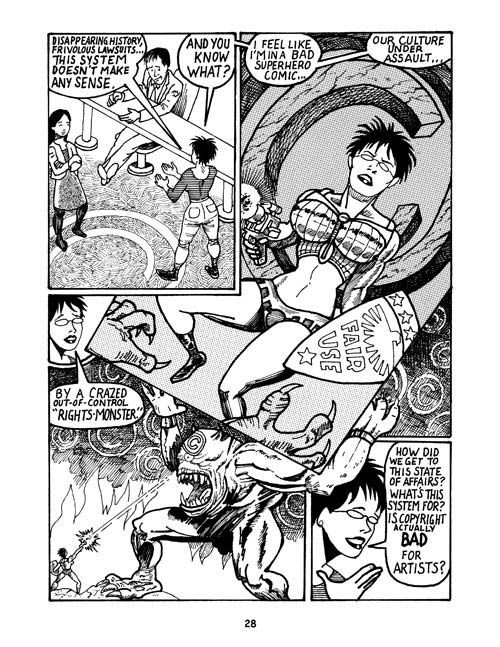 DISAPPEARING HISTORY,
FRIVOLOUS LAWSUITS...
THIS SYSTEM
DOESN'T MAKE
ANY SENSE.
AND YOU
KNOW
WHAT?
I FEEL LIKE
I'M IN A BAD
SUPERHERO
COMIC...
OUR CULTURE
UNDER
ASSAULT...
FAIR
USE
BY A CRAZED
OUT-OF-CONTROL
"RIGHTS-MONSTER."
HOW DID
WE GET TO
THIS STATE
OF AFFAIRS?
WHAT'S THIS
SYSTEM FOR?
IS COPYRIGHT
ACTUALLY
BAD
FOR
ARTISTS?
28